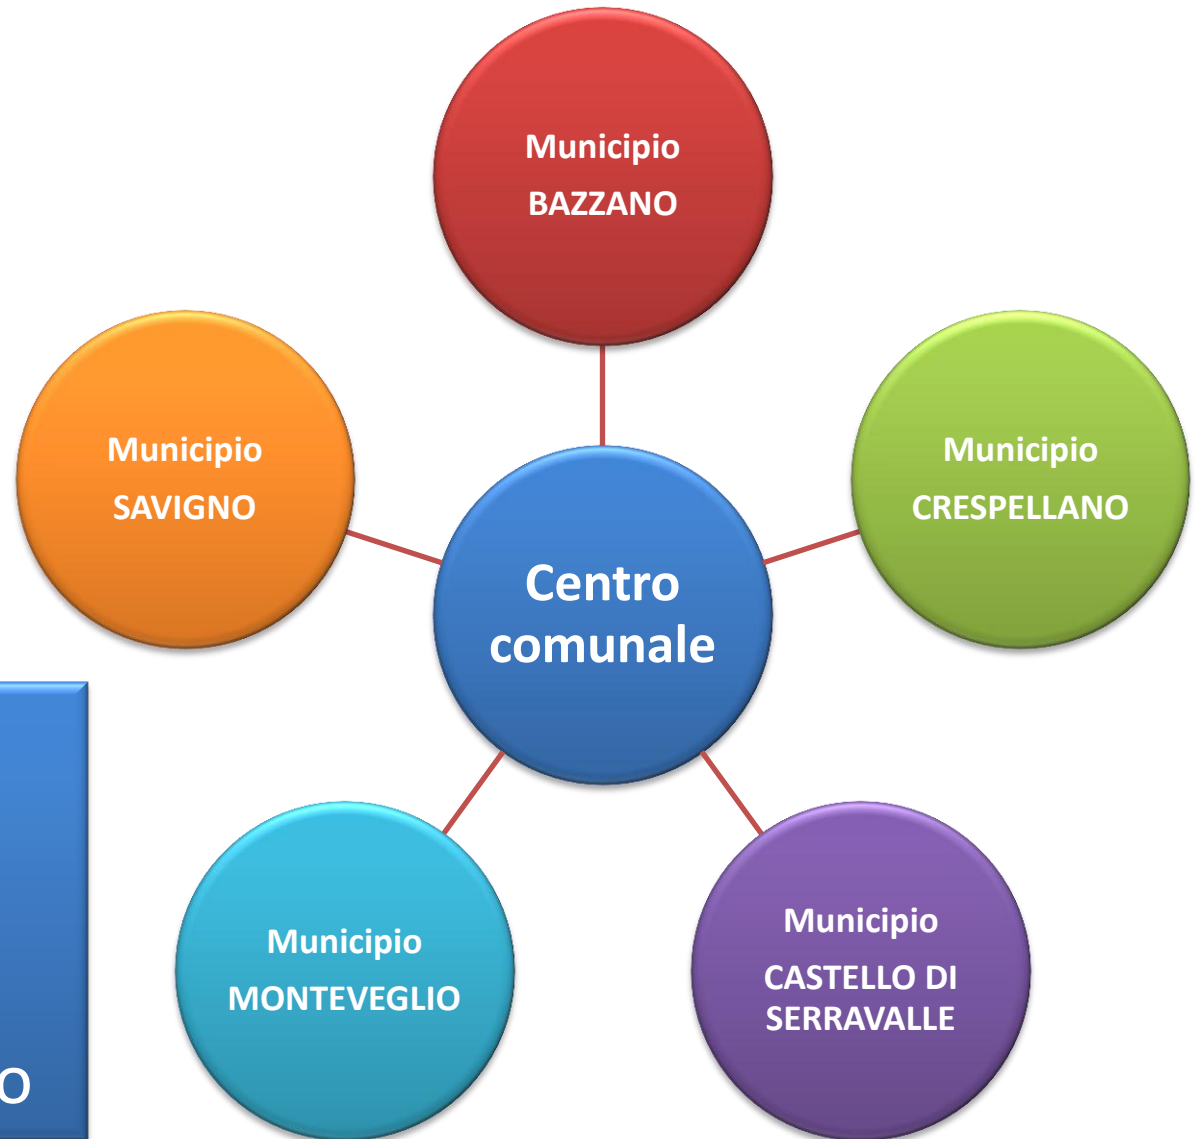 Municipio
BAZZANO
Municipio
SAVIGNO
Municipio
CRESPELLANO
Centro
comunale
Municipio
MONTEVEGLIO
Municipio
CASTELLO DI
SERRAVALLE